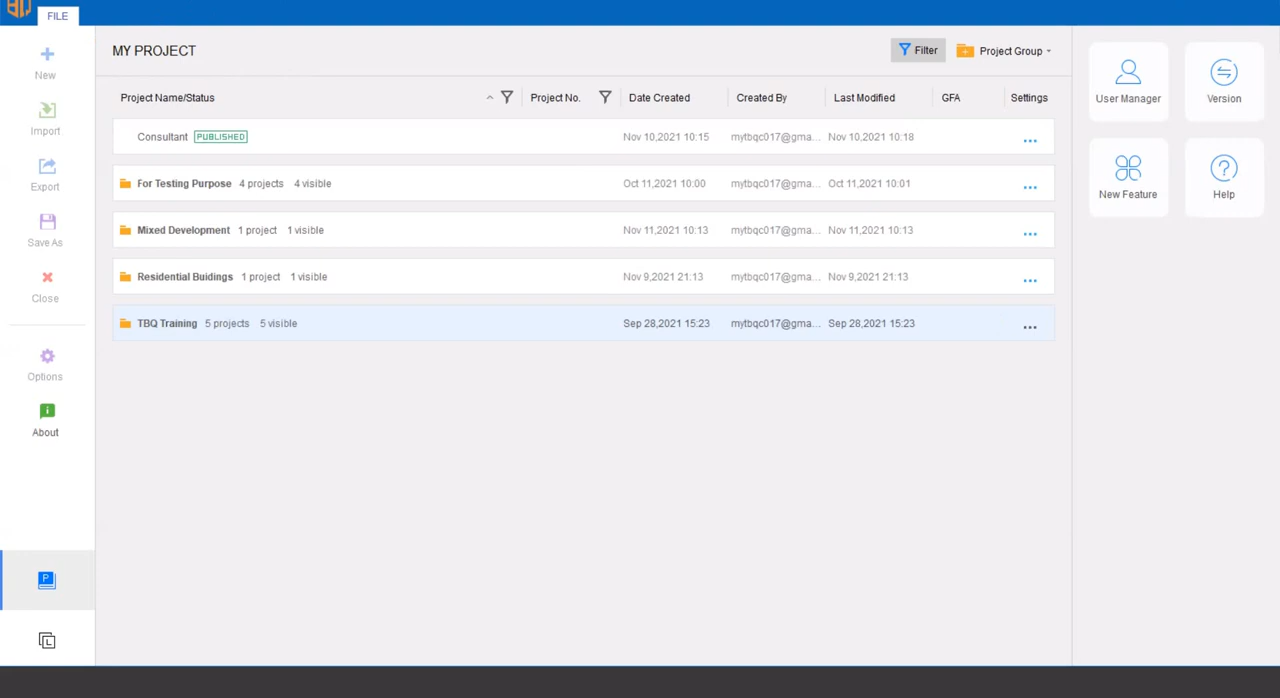 FILE
New
Import
Export
Save As
Close
Options
About
P
L
MY PROJECT
Filter
Project Group
Project Name/Status Project No. Date Created Created By Last Modified GFA Settings
Consultant PUBLISHED Nov 10,2021 10:15 mytbqc017@gma... Nov 10,2021 10:18 ...
For Testing Purpose 4 projects 4 visible Oct 11,2021 10:00 mytbqc017@gma... Oct 11,2021 10:01 ...
Mixed Development 1 project 1 visible Nov 11,2021 10:13 mytbqc017@gma... Nov 11,2021 10:13 ...
Residential Buidings 1 project 1 visible Nov 9,2021 21:13 mytbqc017@gma... Nov 9,2021 21:13 ...
TBQ Training 5 projects 5 visible Sep 28,2021 15:23 mytbqc017@gma... Sep 28,2021 15:23 ...
User Manager
Version
New Feature
Help